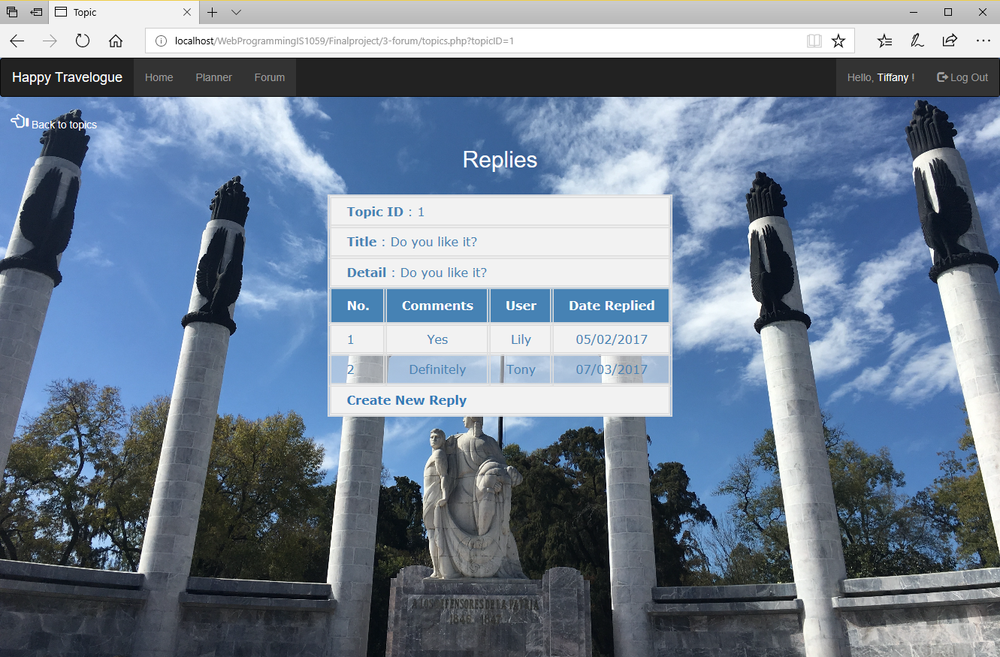 Topic
localhost/WebProgrammingIS1059/Finalproject/3-forum/topics.php?topicID=1
Happy Travelogue Home Planner Forum Hello, Tiffany ! Log Out
Back to topics
Replies
Topic ID : 1
Title : Do you like it?
Detail : Do you like it?
No. Comments User Date Replied
1 Yes Lily 05/02/2017
2 Definitely Tony 07/03/2017
Create New Reply
A LOS DEFENSORES DE LA PATRIA
1846 - 1847